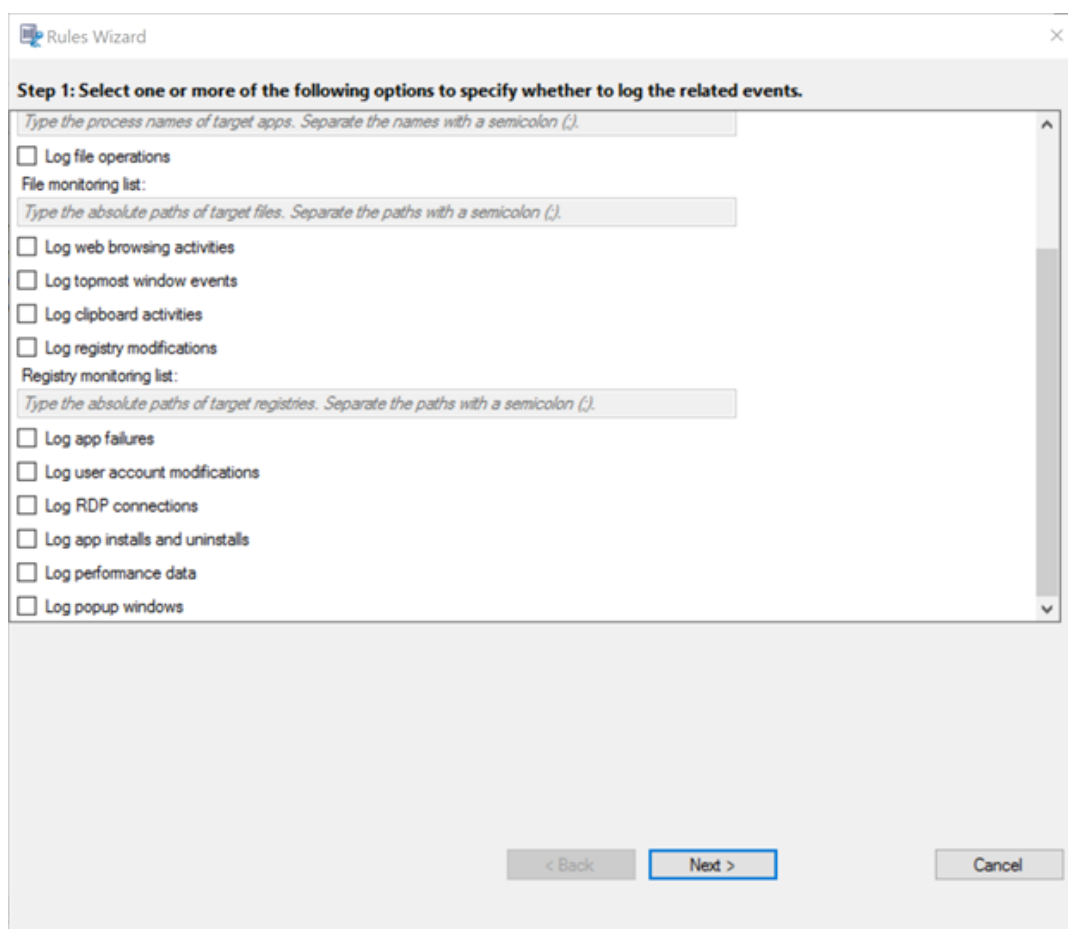 Rules Wizard
Step 1: Select one or more of the following options to specify whether to log the related events.
Type the process names of target apps. Separate the names with a semicolon (;).
Log file operations
File monitoring list:
Type the absolute paths of target files. Separate the paths with a semicolon (;).
Log web browsing activities
Log topmost window events
Log clipboard activities
Log registry modifications
Registry monitoring list:
Type the absolute paths of target registries. Separate the paths with a semicolon (;).
Log app failures
Log user account modifications
Log RDP connections
Log app installs and uninstalls
Log performance data
Log popup windows
< Back
Next >
Cancel